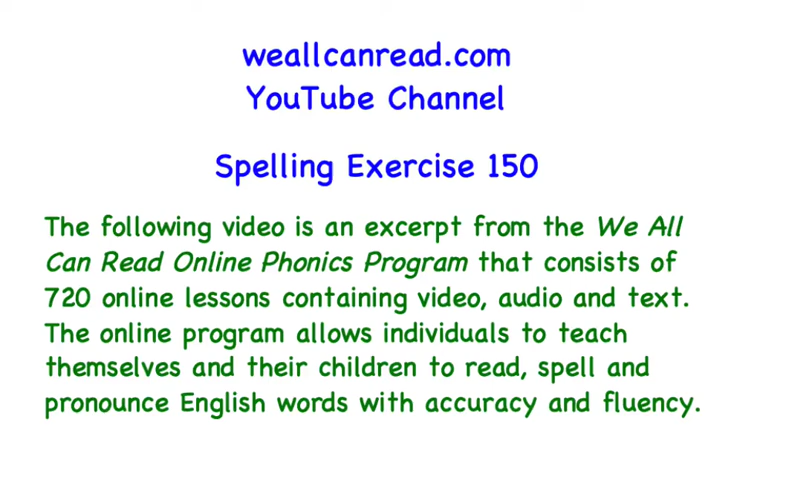 weallcanread.com
YouTube Channel
Spelling Exercise 150
The following video is an excerpt from the We All
Can Read Online Phonics Program that consists of
720 online lessons containing video, audio and text.
The online program allows individuals to teach
themselves and their children to read, spell and
pronounce English words with accuracy and fluency.